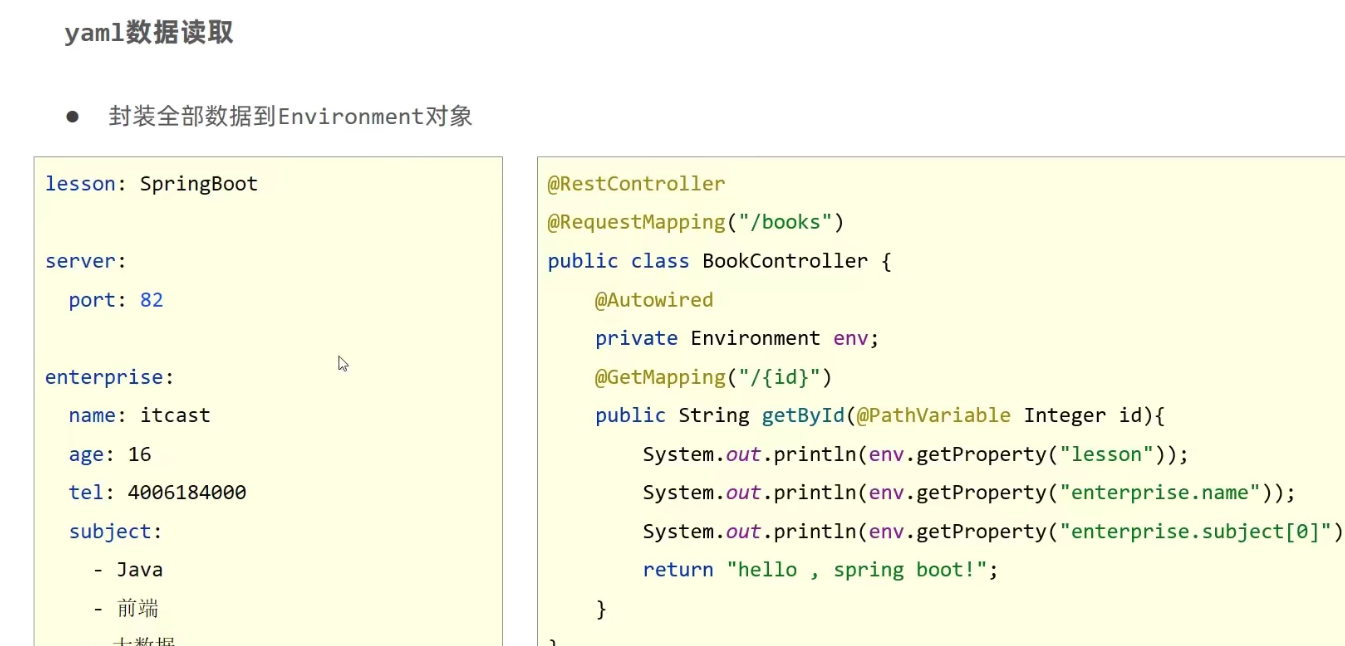 yaml数据读取
● 封装全部数据到Environment对象
lesson: SpringBoot
server:
  port: 82
enterprise:
  name: itcast
  age: 16
  tel: 4006184000
  subject:
    - Java
    - 前端
    大数据
@RestController
@RequestMapping("/books")
public class BookController {
    @Autowired
    private Environment env;
    @GetMapping("/{id}")
    public String getById(@PathVariable Integer id){
        System.out.println(env.getProperty("lesson"));
        System.out.println(env.getProperty("enterprise.name"));
        System.out.println(env.getProperty("enterprise.subject[0]")
        return "hello , spring boot!";
    }
}